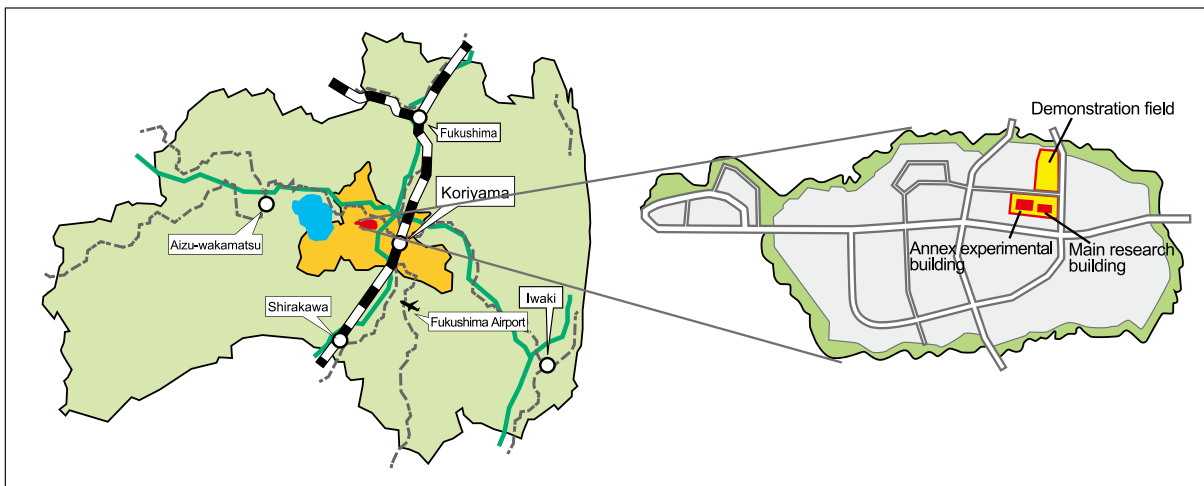 Fukushima
Koriyama
Aizu-wakamatsu
Shirakawa
Fukushima Airport
Iwaki
Demonstration field
Annex experimental
building
Main research
building